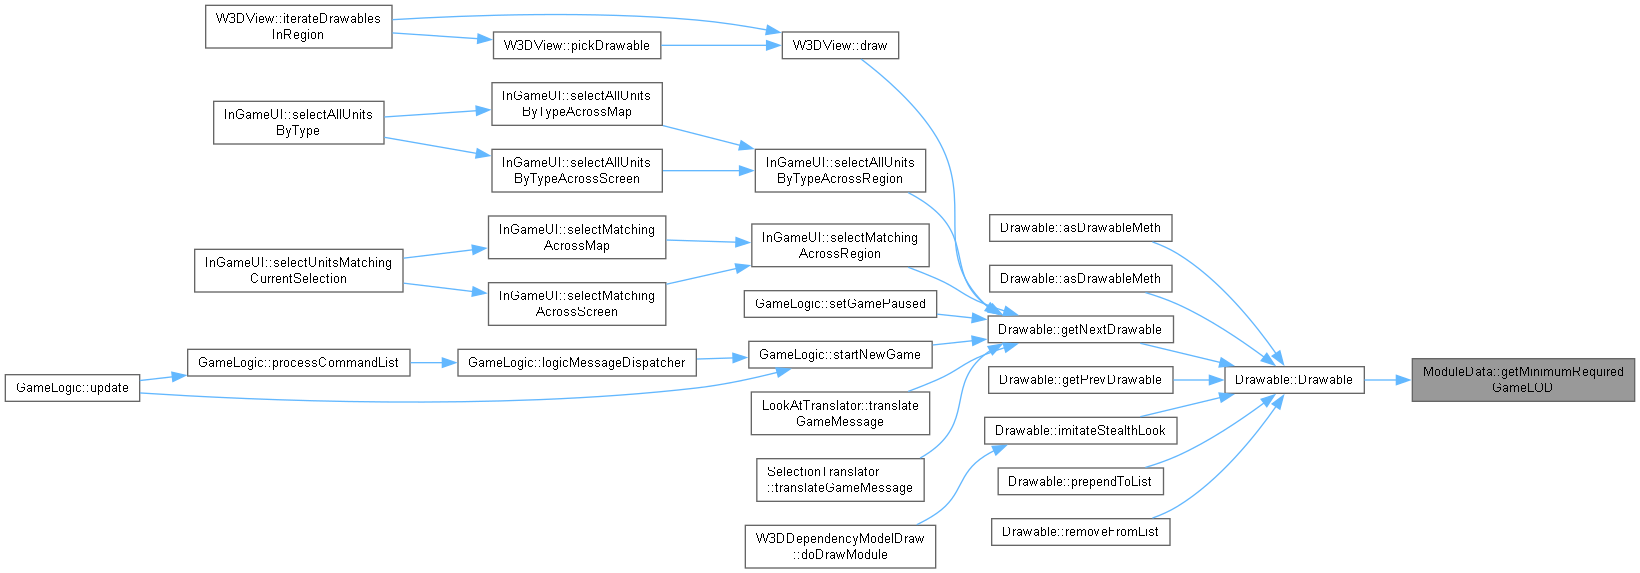 W3DView::iterateDrawables
InRegion
W3DView::pickDrawable
W3DView::draw
InGameUI::selectAllUnits
ByType
InGameUI::selectAllUnits
ByTypeAcrossMap
InGameUI::selectAllUnits
ByTypeAcrossScreen
InGameUI::selectAllUnits
ByTypeAcrossRegion
InGameUI::selectUnitsMatching
CurrentSelection
InGameUI::selectMatching
AcrossMap
InGameUI::selectMatching
AcrossScreen
InGameUI::selectMatching
AcrossRegion
GameLogic::setGamePaused
GameLogic::update
GameLogic::processCommandList
GameLogic::logicMessageDispatcher
GameLogic::startNewGame
LookAtTranslator::translate
GameMessage
SelectionTranslator
::translateGameMessage
W3DDependencyModelDraw
::doDrawModule
Drawable::asDrawableMeth
Drawable::asDrawableMeth
Drawable::getNextDrawable
Drawable::getPrevDrawable
Drawable::imitateStealthLook
Drawable::prependToList
Drawable::removeFromList
Drawable::Drawable
ModuleData::getMinimumRequired
GameLOD